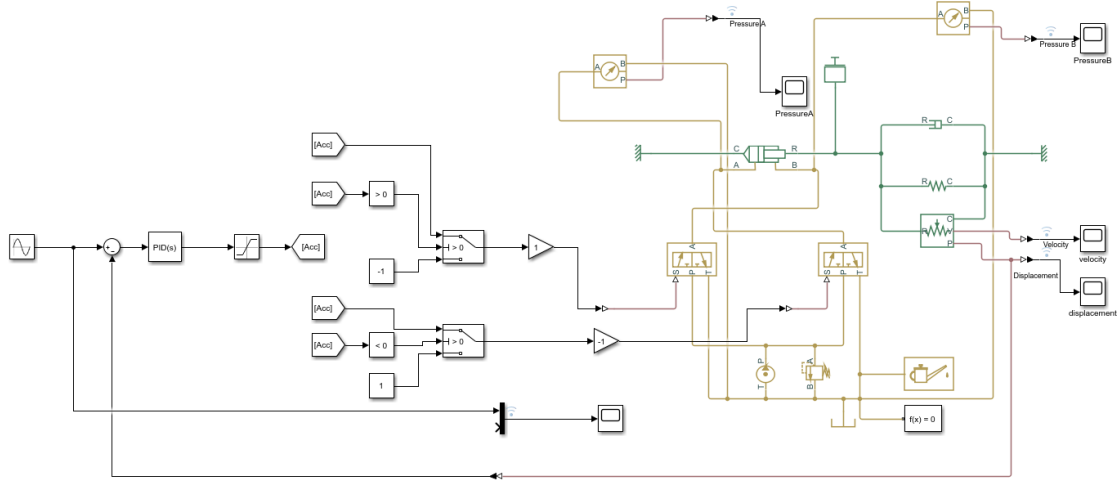 A
B
P
PressureA
PressureA
A
B
P
Pressure B
PressureB
[Acc]
[Acc]
> 0
> 0
-1
PID(s)
[Acc]
1
[Acc]
[Acc]
< 0
> 0
1
-1
C
R
A
B
R
C
R
C
C
P
Velocity
velocity
Displacement
displacement
A
S
P
T
A
S
P
T
P
T
A
B
f(x) = 0